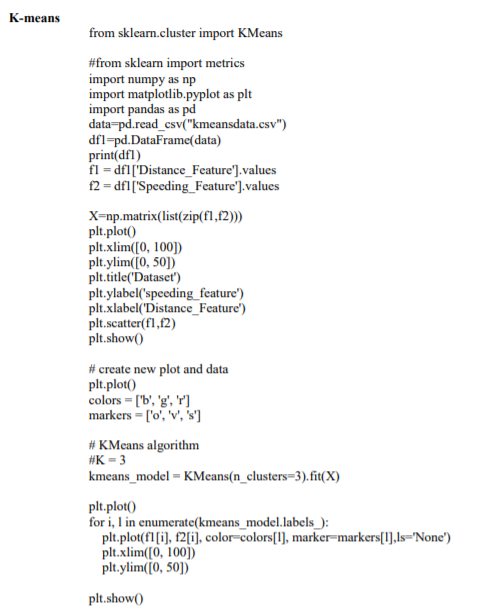 K-means
from sklearn.cluster import KMeans
#from sklearn import metrics
import numpy as np
import matplotlib.pyplot as plt
import pandas as pd
data=pd.read_csv("kmeansdata.csv")
df1=pd.DataFrame(data)
print(df1)
f1 = df1['Distance_Feature'].values
f2 = df1['Speeding_Feature'].values
X=np.matrix(list(zip(f1,f2)))
plt.plot()
plt.xlim([0, 100])
plt.ylim([0, 50])
plt.title('Dataset')
plt.ylabel('speeding_feature')
plt.xlabel('Distance_Feature')
plt.scatter(f1,f2)
plt.show()
# create new plot and data
plt.plot()
colors = ['b', 'g', 'r']
markers = ['o', 'v', 's']
# KMeans algorithm
#K = 3
kmeans_model = KMeans(n_clusters=3).fit(X)
plt.plot()
for i, l in enumerate(kmeans_model.labels_):
plt.plot(f1[i], f2[i], color=colors[l], marker=markers[l],ls='None')
plt.xlim([0, 100])
plt.ylim([0, 50])
plt.show()